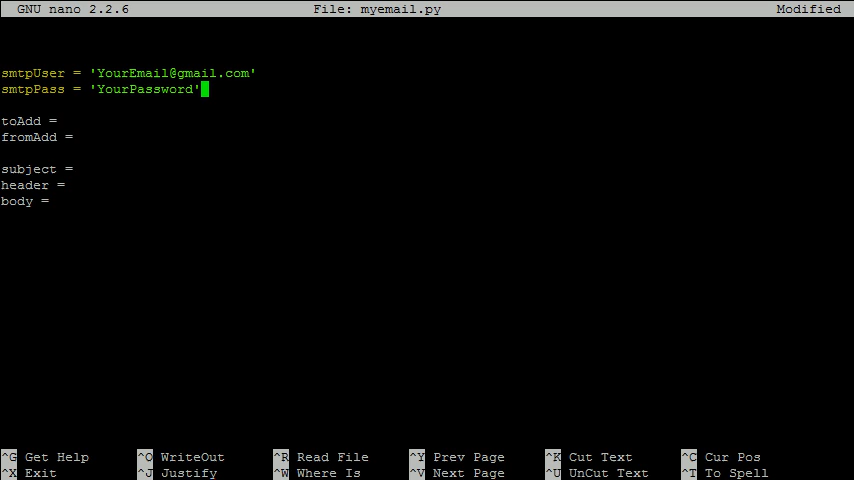 GNU nano 2.2.6 File: myemail.py Modified
smtpUser = 'YourEmail@gmail.com'
smtpPass = 'YourPassword'
toAdd =
fromAdd =
subject =
header =
body =
^G Get Help ^O WriteOut ^R Read File ^Y Prev Page ^K Cut Text ^C Cur Pos
^X Exit ^J Justify ^W Where Is ^V Next Page ^U UnCut Text ^T To Spell